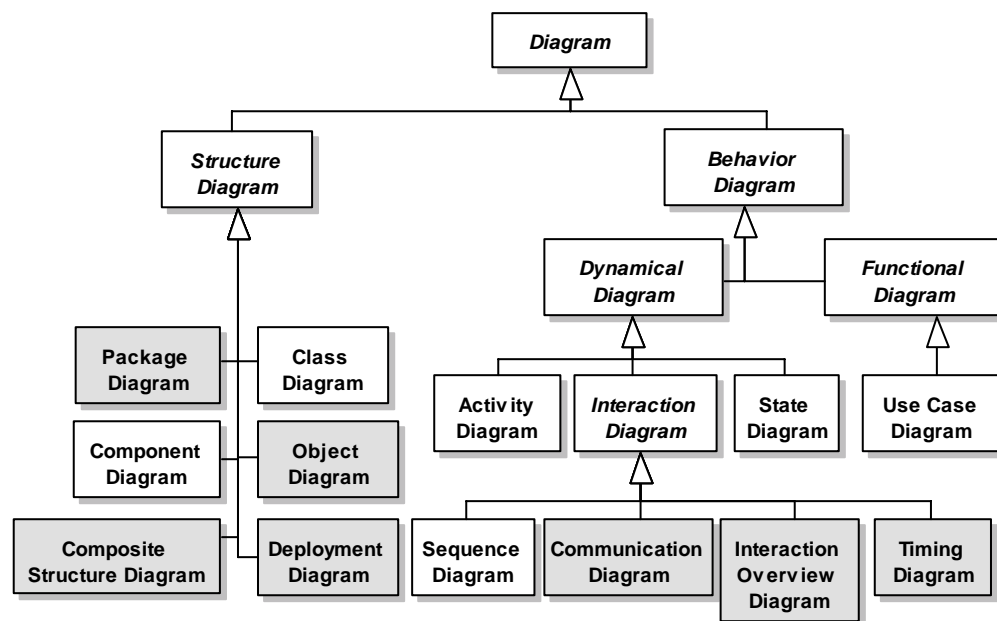 Diagram
Structure
Diagram
Behavior
Diagram
Dynamical
Diagram
Functional
Diagram
Package
Diagram
Class
Diagram
Activity
Diagram
Interaction
Diagram
State
Diagram
Use Case
Diagram
Component
Diagram
Object
Diagram
Composite
Structure Diagram
Deployment
Diagram
Sequence
Diagram
Communication
Diagram
Interaction
Overview
Diagram
Timing
Diagram